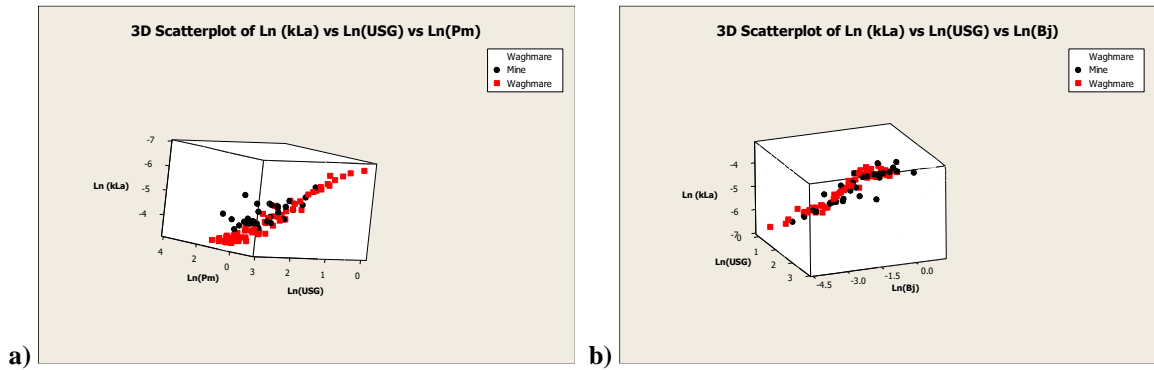 3D Scatterplot of Ln (kLa) vs Ln(USG) vs Ln(Pm)
Waghmare
Mine
Waghmare
-7
-6
-5
-4
Ln (kLa)
4
2
0
Ln(Pm)
3
2
1
0
Ln(USG)
a)
3D Scatterplot of Ln (kLa) vs Ln(USG) vs Ln(Bj)
Waghmare
Mine
Waghmare
-4
-5
-6
-7
Ln (kLa)
0
1
2
3
Ln(USG)
-4.5
-3.0
-1.5
0.0
Ln(Bj)
b)